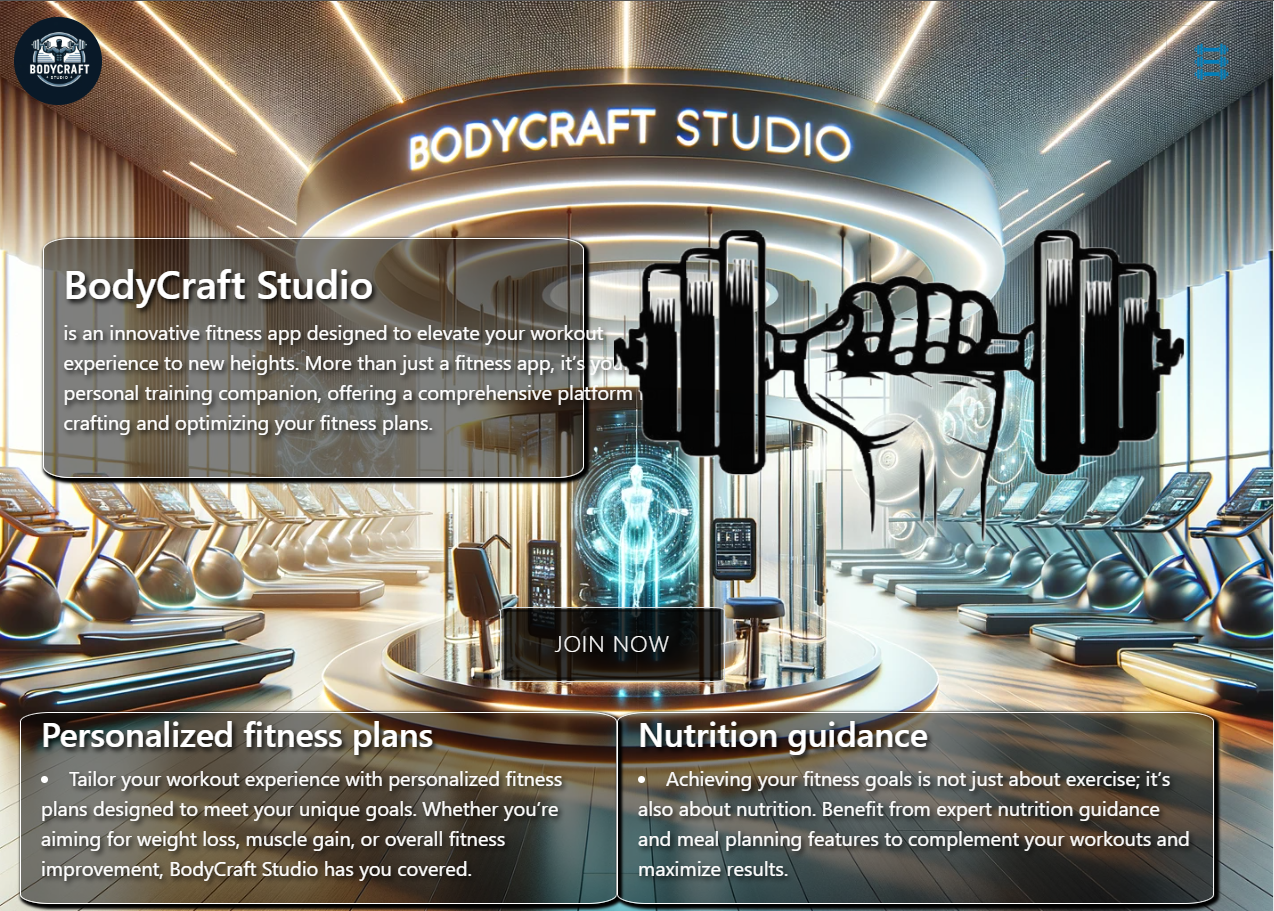 BODYCRAFT
STUDIO
BODYCRAFT STUDIO
BodyCraft Studio
is an innovative fitness app designed to elevate your workout
experience to new heights. More than just a fitness app, it’s
personal training companion, offering a comprehensive platform
crafting and optimizing your fitness plans.
JOIN NOW
Personalized fitness plans
• Tailor your workout experience with personalized fitness
plans designed to meet your unique goals. Whether you’re
aiming for weight loss, muscle gain, or overall fitness
improvement, BodyCraft Studio has you covered.
Nutrition guidance
• Achieving your fitness goals is not just about exercise; it’s
also about nutrition. Benefit from expert nutrition guidance
and meal planning features to complement your workouts and
maximize results.